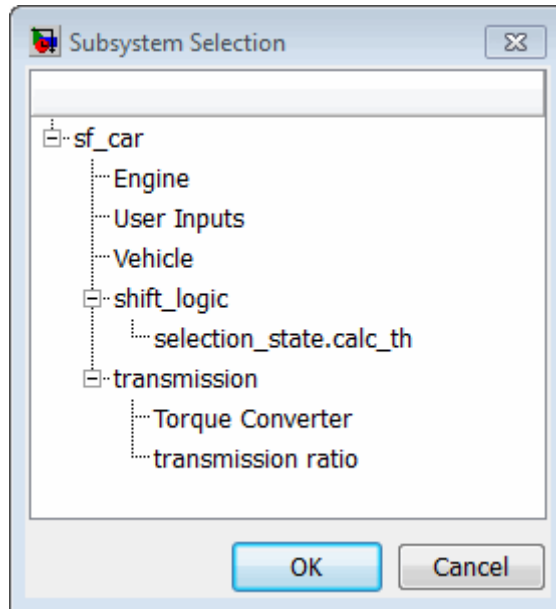 Subsystem Selection
sf_car
Engine
User Inputs
Vehicle
shift_logic
selection_state.calc_th
transmission
Torque Converter
transmission ratio
OK Cancel